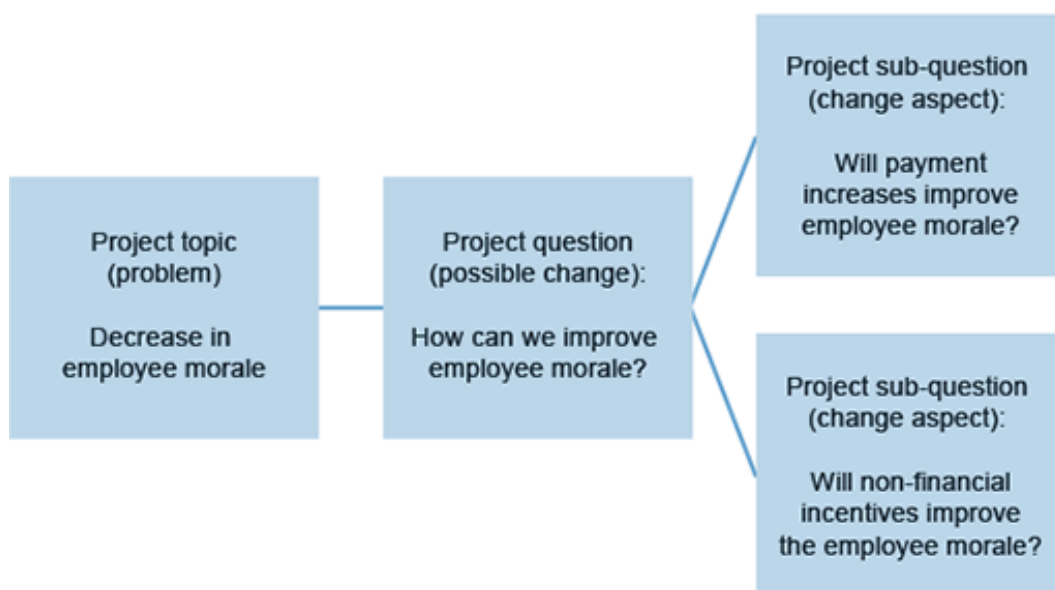 Project topic
(problem)
Decrease in
employee morale
Project question
(possible change):
How can we improve
employee morale?
Project sub-question
(change aspect):
Will payment
increases improve
employee morale?
Project sub-question
(change aspect):
Will non-financial
incentives improve
the employee morale?